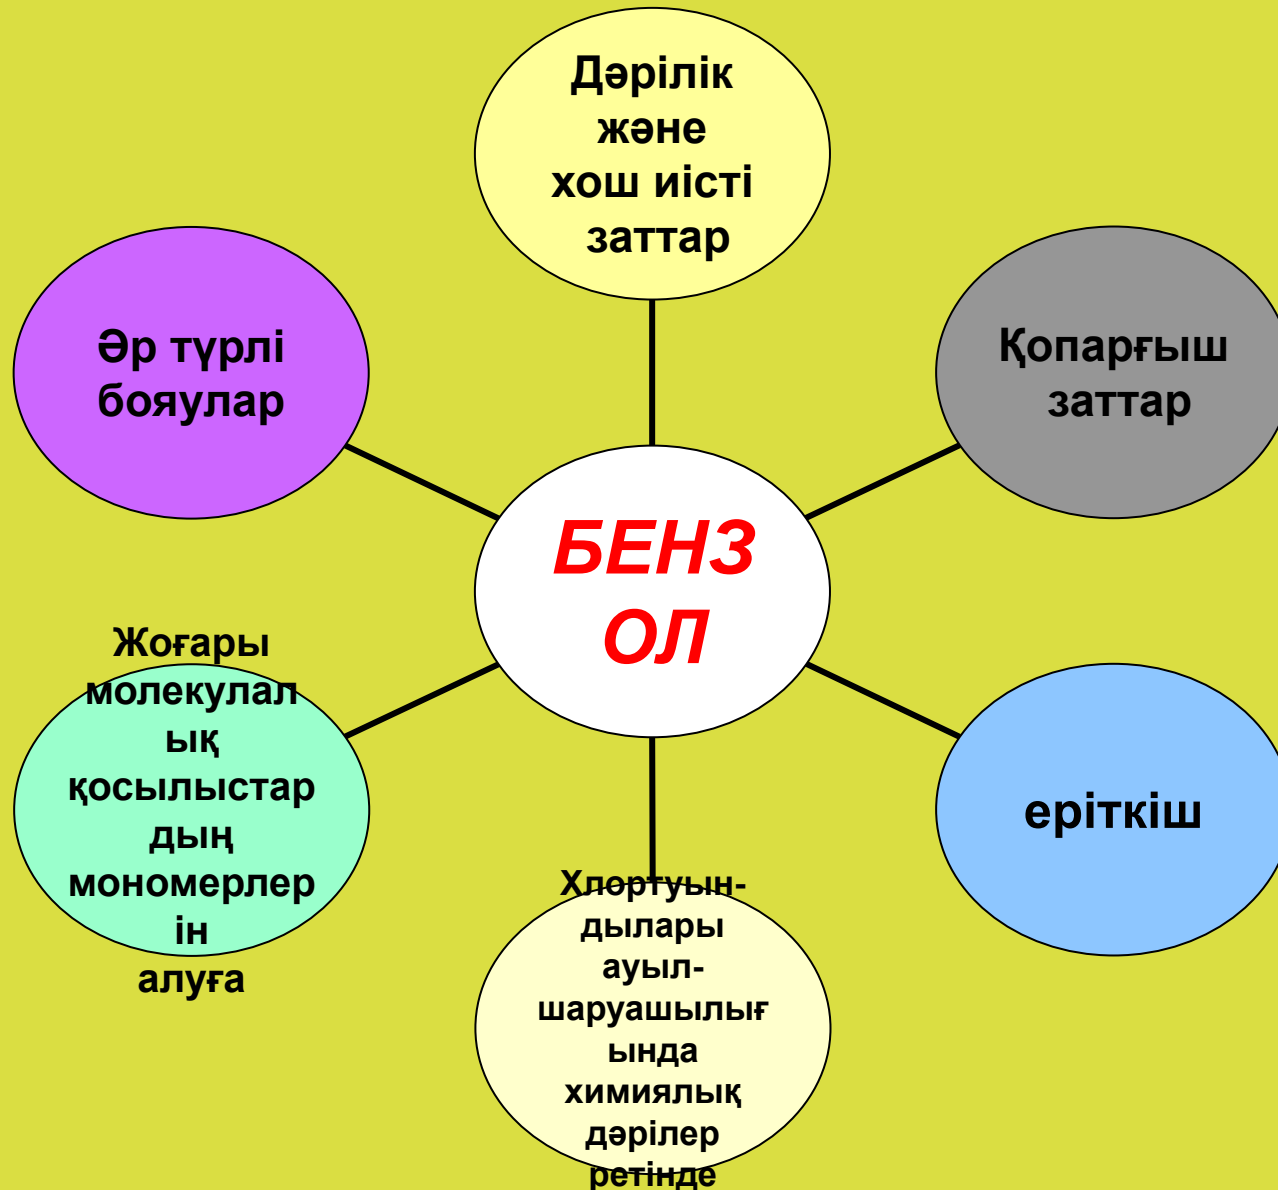 Дәрілік
және
хош иісті
заттар
Әр түрлі
бояулар
Қопарғыш
заттар
БЕНЗ
ОЛ
Жоғары
молекулал
ық
қосылыстар
дың
мономерлер
ін
алуға
еріткіш
Хлортуын-
дылары
ауыл-
шаруашылығ
ында
химиялық
дәрілер
ретінде